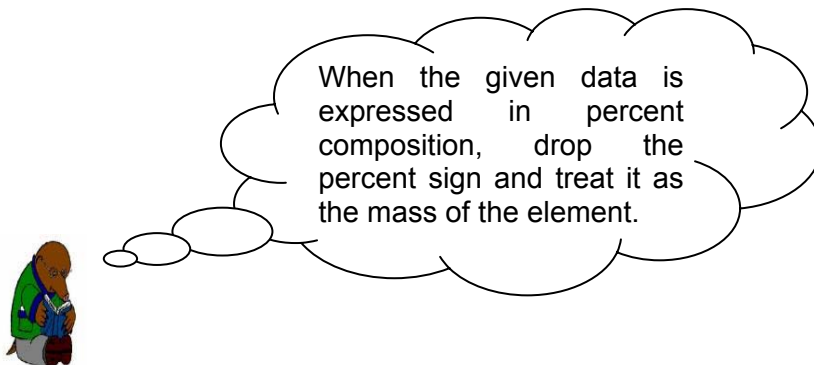 When the given data is
expressed in percent
composition, drop the
percent sign and treat it as
the mass of the element.